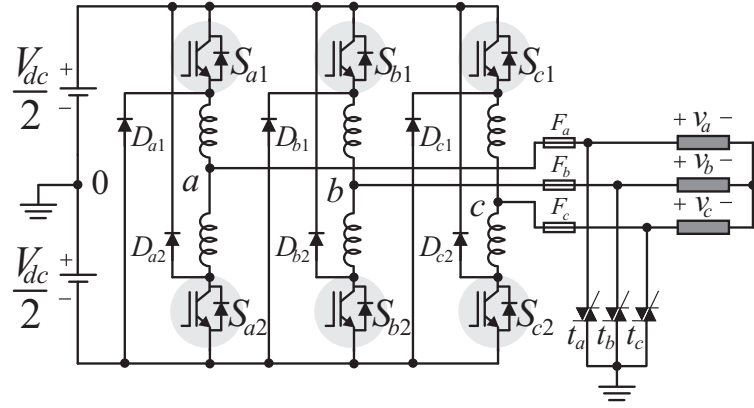 V_dc/2
+
−
S_a1
S_b1
S_c1
D_a1
D_b1
D_c1
F_a
+ v_a −
0
a
b
F_b
+ v_b −
c
F_c
+ v_c −
V_dc/2
+
−
D_a2
D_b2
D_c2
S_a2
S_b2
S_c2
t_a
t_b
t_c